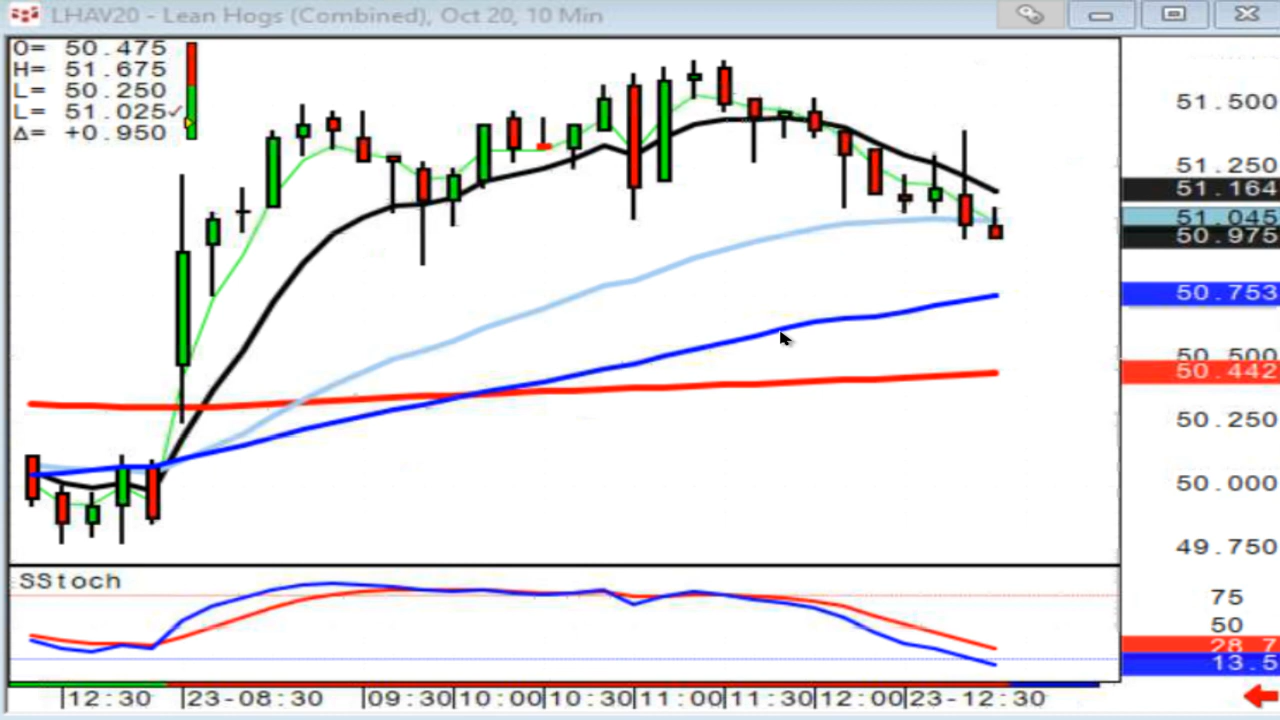 LHAV20 - Lean Hogs (Combined), Oct 20, 10 Min
O= 50.475
H= 51.675
L= 50.250
L= 51.025✓
Δ= +0.950
51.500
51.250
51.164
51.045
50.975
50.753
50.500
50.442
50.250
50.000
49.750
SStoch
75
50
28.7
13.5
12:30 23-08:30 09:30 10:00 10:30 11:00 11:30 12:00 23-12:30